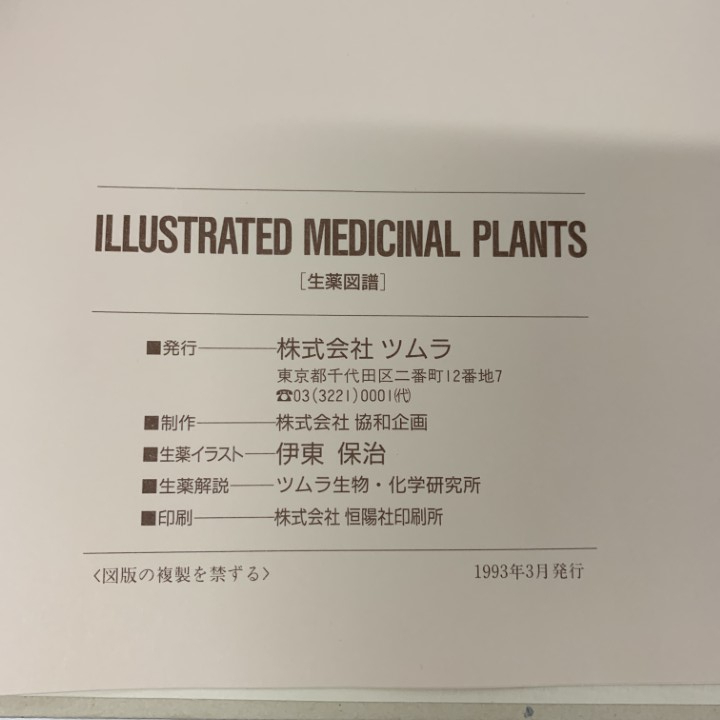 ILLUSTRATED MEDICINAL PLANTS
[生薬図譜]
■発行――株式会社 ツムラ
東京都千代田区二番町12番地7
☎03(3221)0001㈹
■制作――株式会社 協和企画
■生薬イラスト―伊東 保治
■生薬解説――ツムラ生物・化学研究所
■印刷――株式会社 恒陽社印刷所
〈図版の複製を禁ずる〉 1993年3月発行